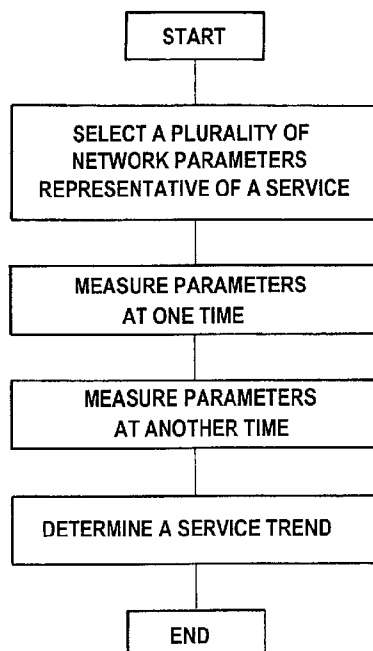 START
SELECT A PLURALITY OF
NETWORK PARAMETERS
REPRESENTATIVE OF A SERVICE
MEASURE PARAMETERS
AT ONE TIME
MEASURE PARAMETERS
AT ANOTHER TIME
DETERMINE A SERVICE TREND
END